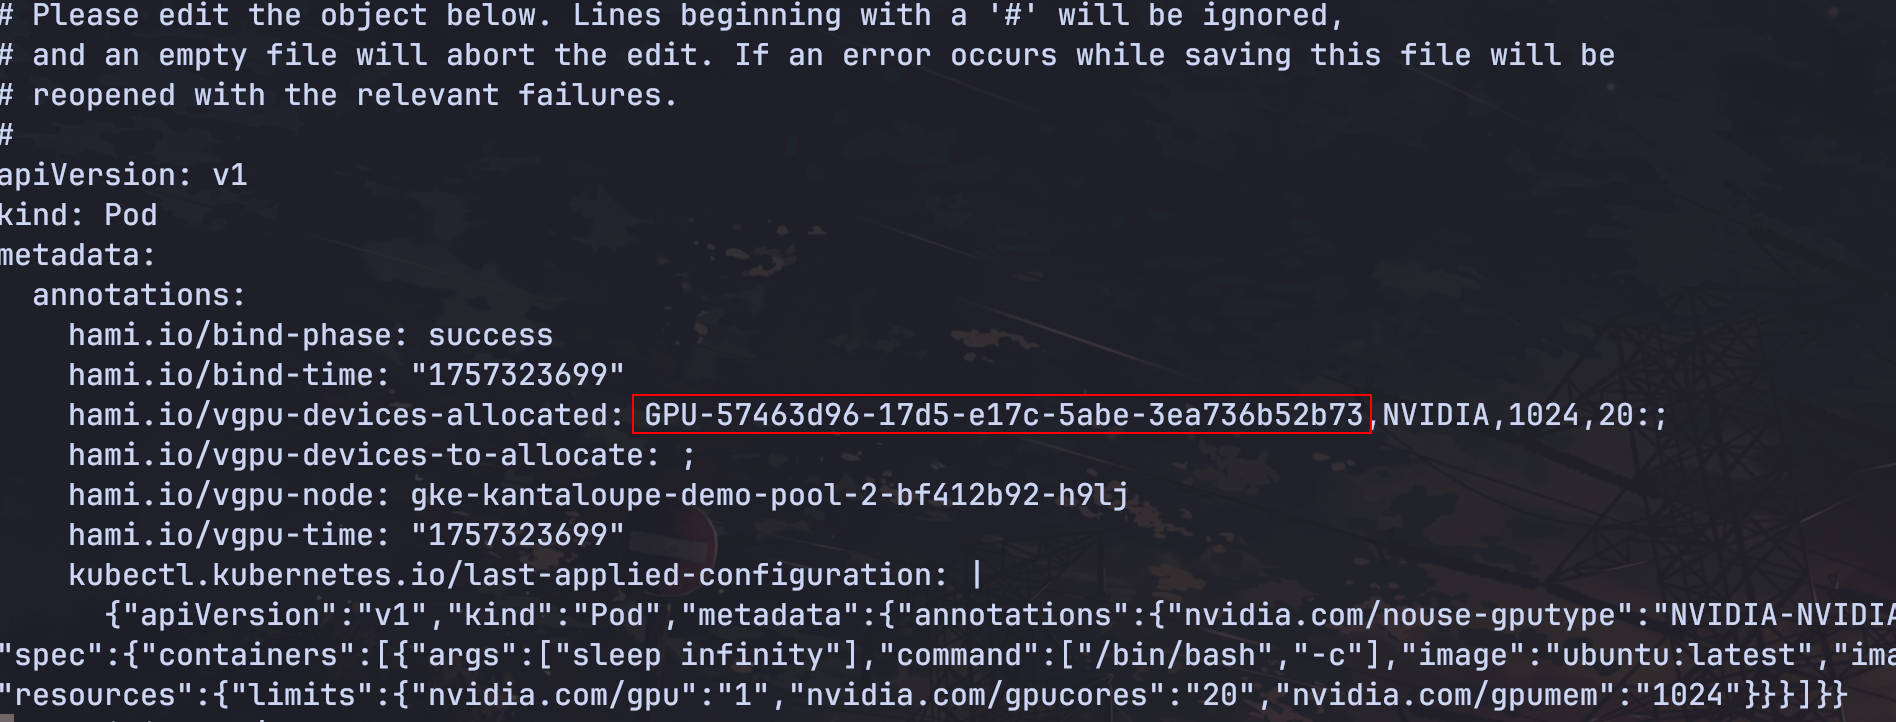 # Please edit the object below. Lines beginning with a '#' will be ignored,
# and an empty file will abort the edit. If an error occurs while saving this file will be
# reopened with the relevant failures.
#
apiVersion: v1
kind: Pod
metadata:
  annotations:
    hami.io/bind-phase: success
    hami.io/bind-time: "1757323699"
    hami.io/vgpu-devices-allocated: GPU-57463d96-17d5-e17c-5abe-3ea736b52b73,NVIDIA,1024,20:;
    hami.io/vgpu-devices-to-allocate: ;
    hami.io/vgpu-node: gke-kantaloupe-demo-pool-2-bf412b92-h9lj
    hami.io/vgpu-time: "1757323699"
    kubectl.kubernetes.io/last-applied-configuration: |
      {"apiVersion":"v1","kind":"Pod","metadata":{"annotations":{"nvidia.com/nouse-gputype":"NVIDIA-NVIDIA
"spec":{"containers":[{"args":["sleep infinity"],"command":["/bin/bash","-c"],"image":"ubuntu:latest","ima
"resources":{"limits":{"nvidia.com/gpu":"1","nvidia.com/gpucores":"20","nvidia.com/gpumem":"1024"}}}]}}